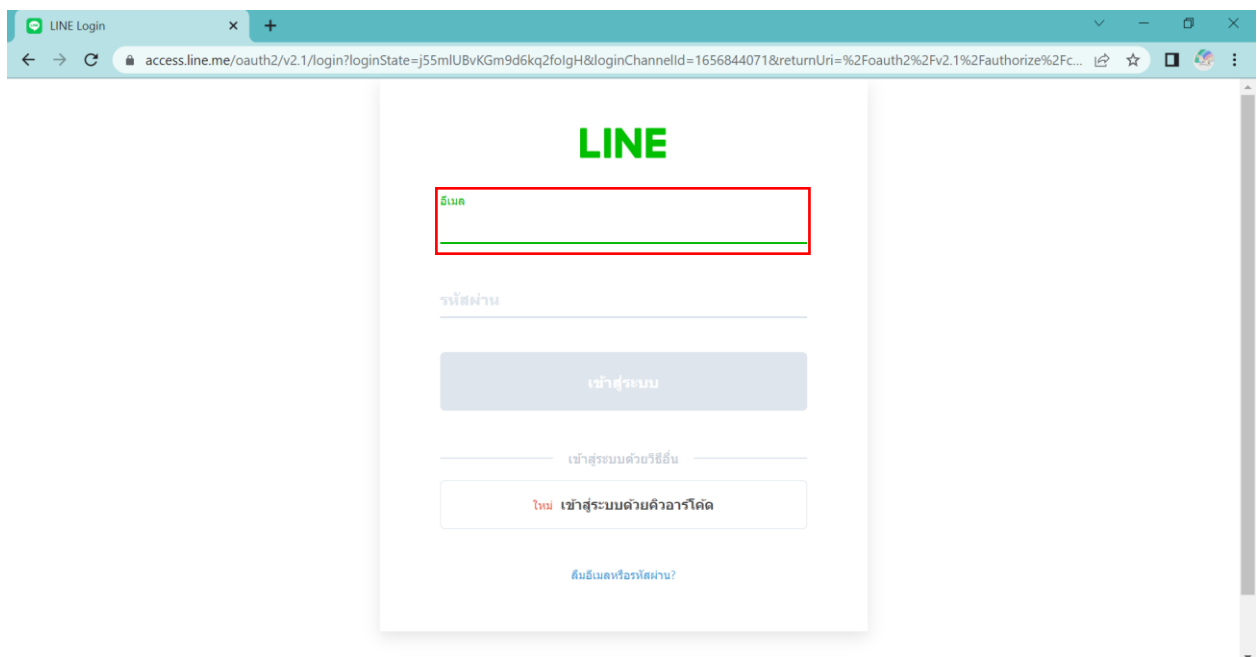 LINE Login
access.line.me/oauth2/v2.1/login?loginState=j55mlUBvKGm9d6kq2foIgH&loginChannelId=1656844071&returnUri=%2Foauth2%2Fv2.1%2Fauthorize%2Fc...
LINE
อีเมล
รหัสผ่าน
เข้าสู่ระบบ
เข้าสู่ระบบด้วยวิธีอื่น
ใหม่ เข้าสู่ระบบด้วยคิวอาร์โค้ด
ลืมอีเมลหรือรหัสผ่าน?